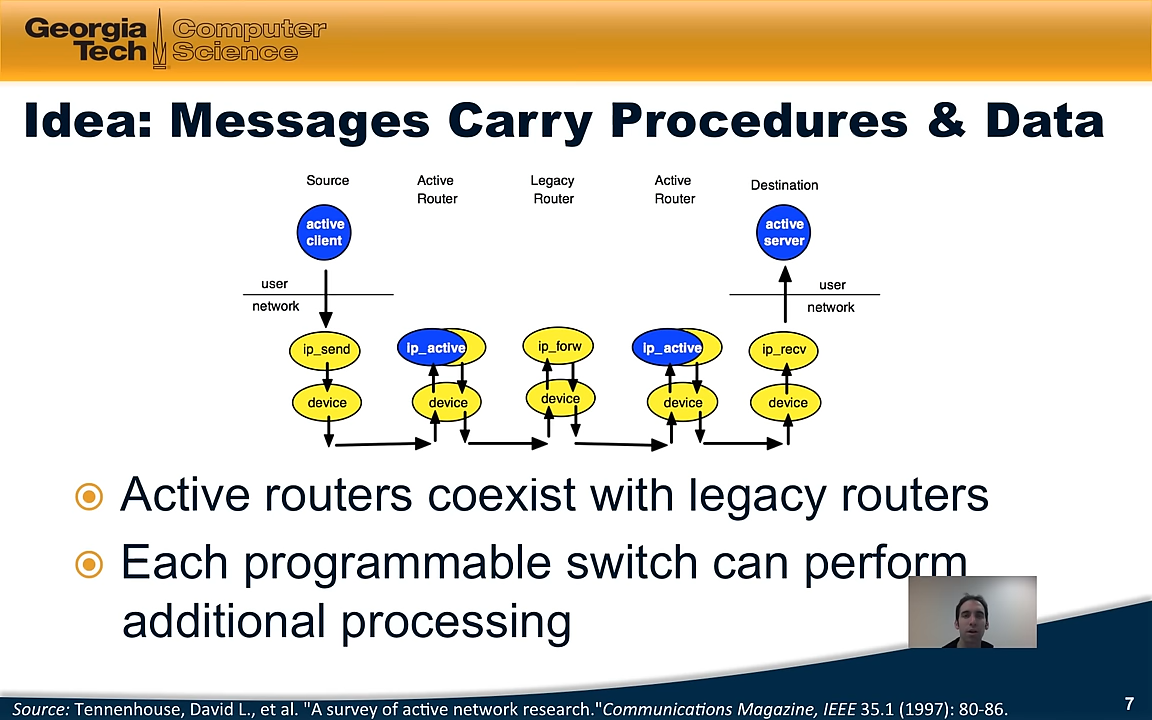 Georgia Tech
Computer Science
Idea: Messages Carry Procedures & Data
Source
Active Router
Legacy Router
Active Router
Destination
active client
active server
user
network
user
network
ip_send
ip_active
ip_forw
ip_active
ip_recv
device
device
device
device
device
Active routers coexist with legacy routers
Each programmable switch can perform
additional processing
Source: Tennenhouse, David L., et al. "A survey of active network research."Communications Magazine, IEEE 35.1 (1997): 80-86.
7